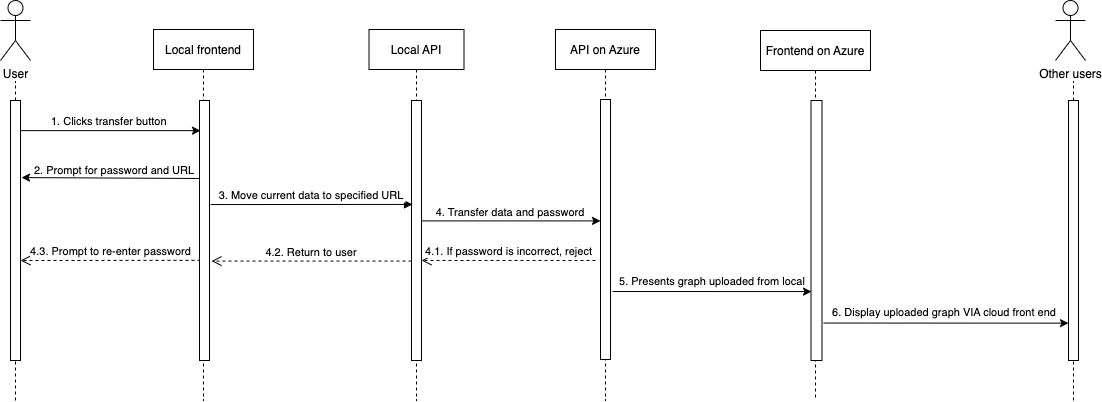 User
Local frontend
Local API
API on Azure
Frontend on Azure
Other users
1. Clicks transfer button
2. Prompt for password and URL
3. Move current data to specified URL
4. Transfer data and password
4.3. Prompt to re-enter password
4.2. Return to user
4.1. If password is incorrect, reject
5. Presents graph uploaded from local
6. Display uploaded graph VIA cloud front end